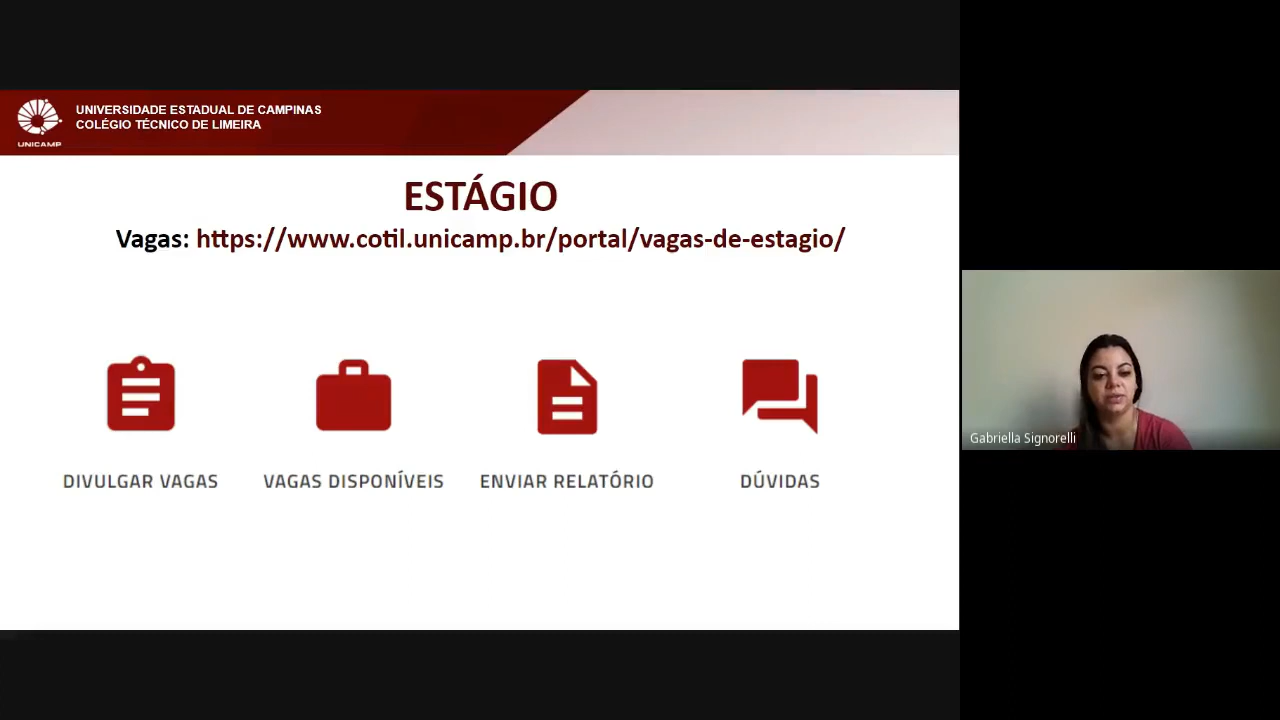 UNIVERSIDADE ESTADUAL DE CAMPINAS
COLÉGIO TÉCNICO DE LIMEIRA
UNICAMP
ESTÁGIO
Vagas: https://www.cotil.unicamp.br/portal/vagas-de-estagio/
DIVULGAR VAGAS
VAGAS DISPONÍVEIS
ENVIAR RELATÓRIO
DÚVIDAS
Gabriella Signorelli